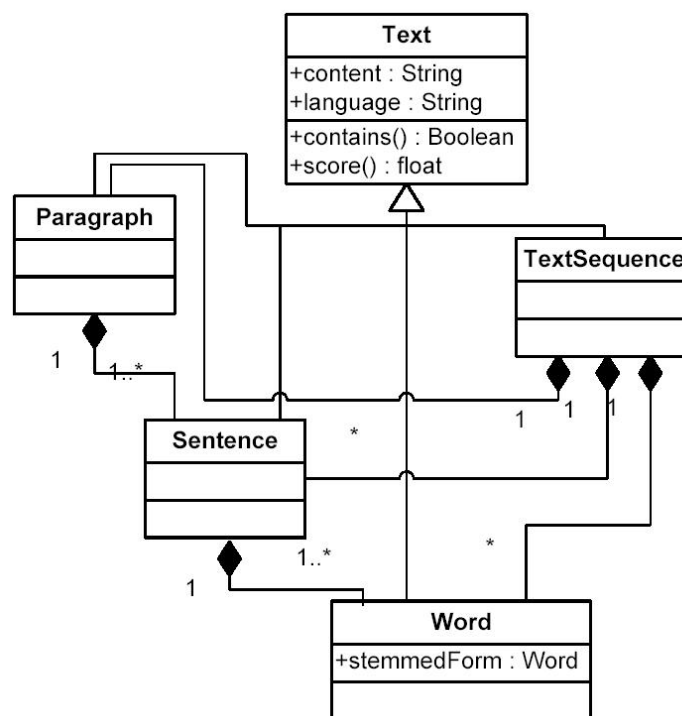 Text
+content : String
+language : String
+contains() : Boolean
+score() : float
Paragraph
TextSequence
1
1..*
1
1
1
Sentence
*
1
1..*
*
Word
+stemmedForm : Word